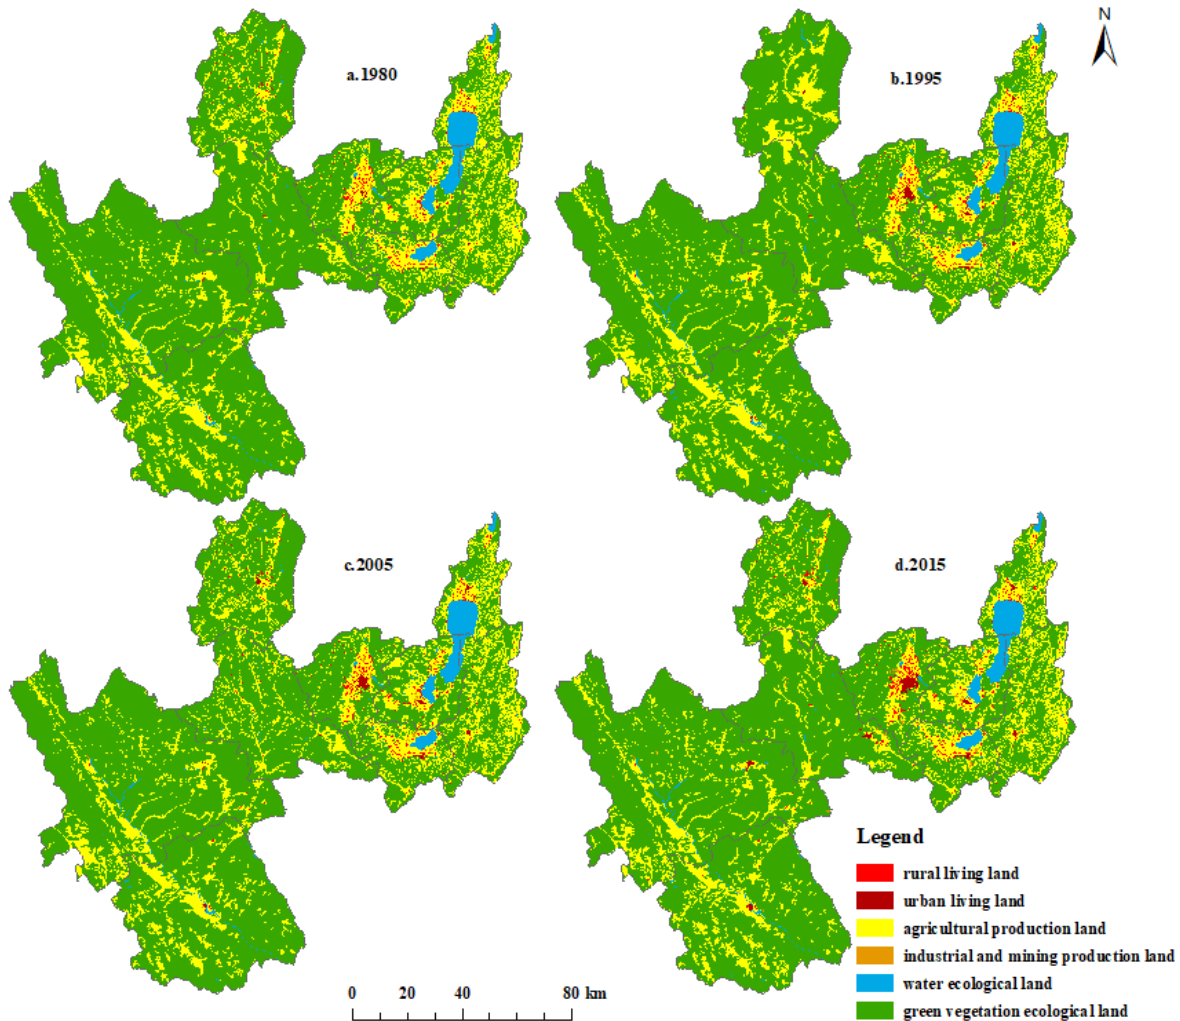 N
a.1980
b.1995
c.2005
d.2015
Legend
rural living land
urban living land
agricultural production land
industrial and mining production land
water ecological land
green vegetation ecological land
0 20 40 80 km